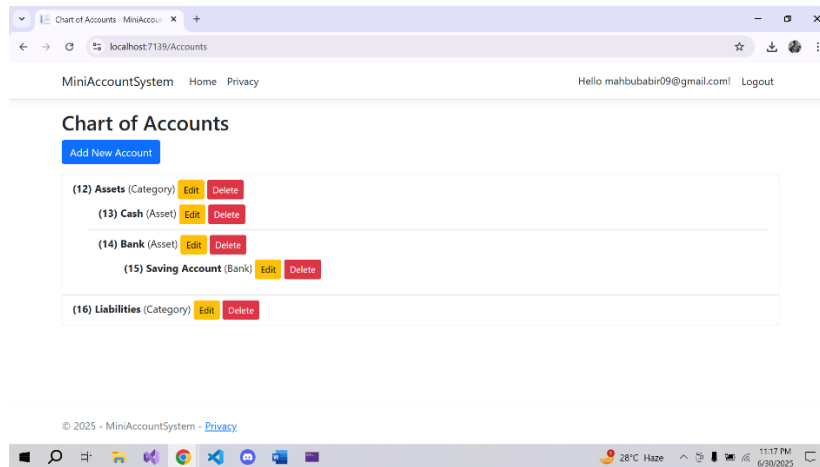 Chart of Accounts - MiniAccou
localhost:7139/Accounts
MiniAccountSystem Home Privacy Hello mahbubabir09@gmail.com! Logout
Chart of Accounts
Add New Account
(12) Assets (Category) Edit Delete
(13) Cash (Asset) Edit Delete
(14) Bank (Asset) Edit Delete
(15) Saving Account (Bank) Edit Delete
(16) Liabilities (Category) Edit Delete
© 2025 - MiniAccountSystem - Privacy
28°C Haze 11:17 PM
6/30/2025